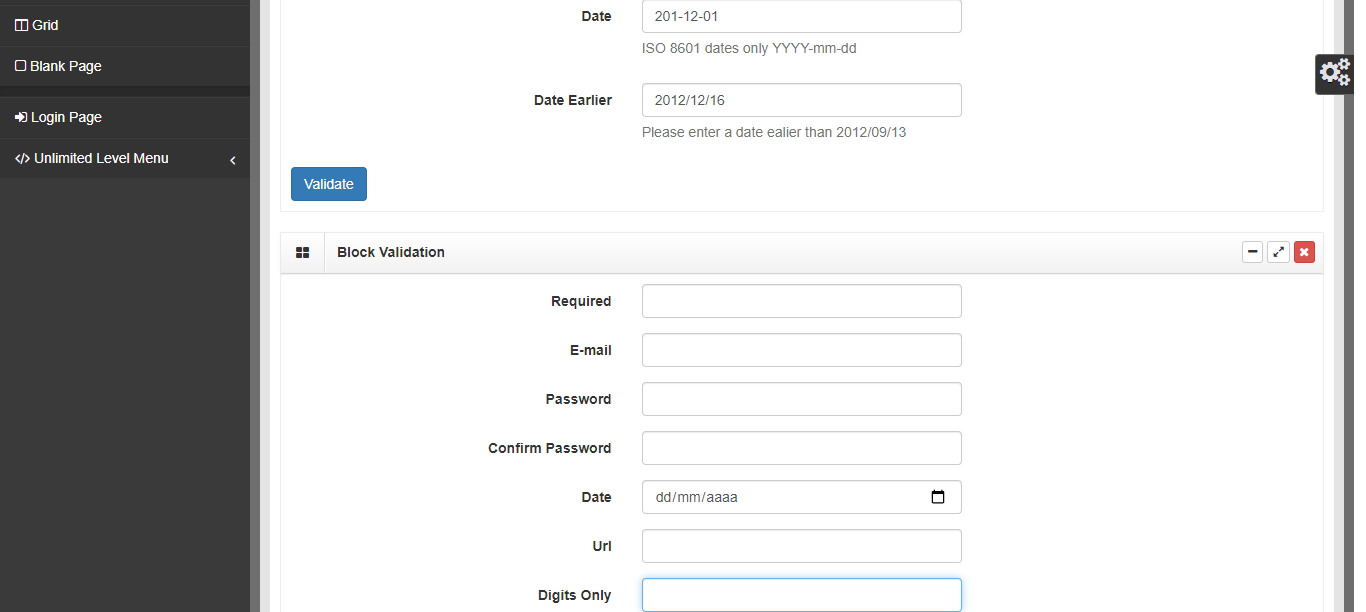 Grid
Blank Page
Login Page
Unlimited Level Menu
Date
201-12-01
ISO 8601 dates only YYYY-mm-dd
Date Earlier
2012/12/16
Please enter a date ealier than 2012/09/13
Validate
Block Validation
Required
E-mail
Password
Confirm Password
Date
dd/mm/aaaa
Url
Digits Only